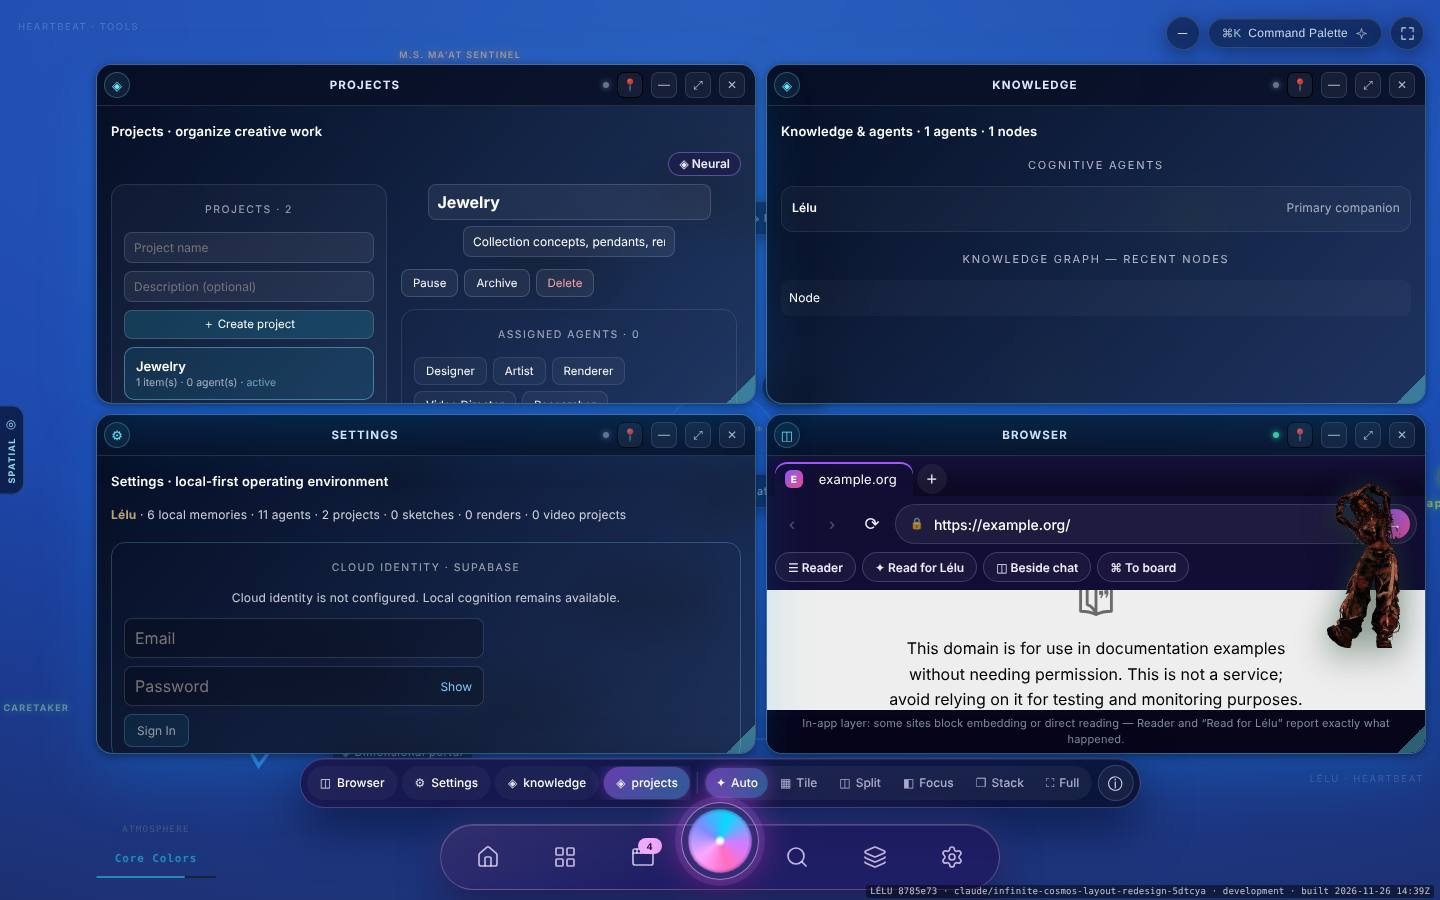 HEARTBEAT · TOOLS
⌘K Command Palette
M.S. MA'AT SENTINEL
PROJECTS
Projects · organize creative work
◈ Neural
PROJECTS · 2
Project name
Description (optional)
+ Create project
Jewelry
1 item(s) · 0 agent(s) · active
Jewelry
Collection concepts, pendants, re
Pause Archive Delete
ASSIGNED AGENTS · 0
Designer Artist Renderer
KNOWLEDGE
Knowledge & agents · 1 agents · 1 nodes
COGNITIVE AGENTS
Lélu Primary companion
KNOWLEDGE GRAPH — RECENT NODES
Node
SPATIAL
SETTINGS
Settings · local-first operating environment
Lélu · 6 local memories · 11 agents · 2 projects · 0 sketches · 0 renders · 0 video projects
CLOUD IDENTITY · SUPABASE
Cloud identity is not configured. Local cognition remains available.
Email
Password Show
Sign In
BROWSER
E example.org +
https://example.org/
Reader Read for Lélu Beside chat ⌘ To board
This domain is for use in documentation examples
without needing permission. This is not a service;
avoid relying on it for testing and monitoring purposes.
In-app layer: some sites block embedding or direct reading — Reader and “Read for Lélu” report exactly what
happened.
CARETAKER
Browser Settings knowledge projects Auto Tile Split Focus Stack Full
LÉLU · HEARTBEAT
4
ATMOSPHERE
Core Colors
LÉLU 8785e73 · claude/infinite-cosmos-layout-redesign-5dtcya · development · built 2026-11-26 14:39Z